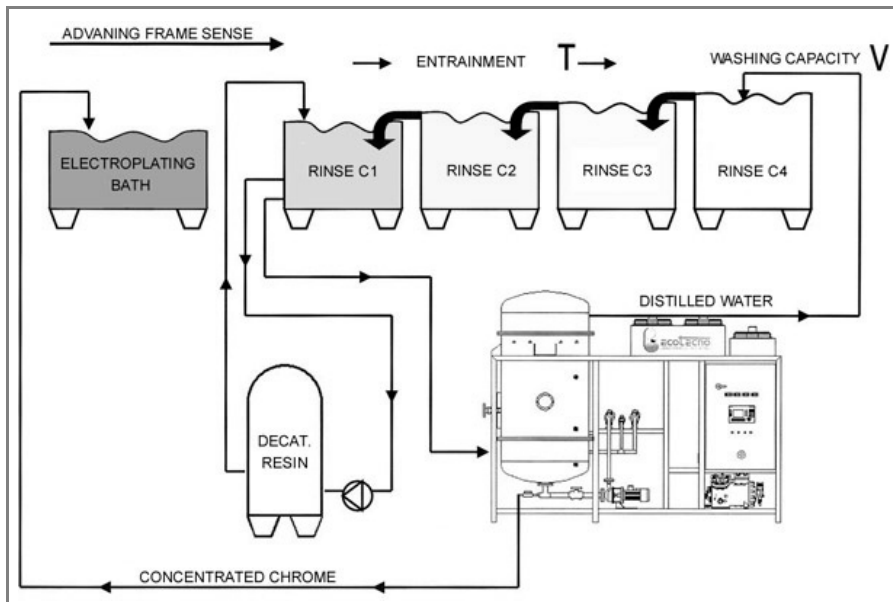 ADVANING FRAME SENSE
ENTRAINMENT T
WASHING CAPACITY V
ELECTROPLATING
BATH
RINSE C1
RINSE C2
RINSE C3
RINSE C4
DISTILLED WATER
ECOTECNO
DECAT.
RESIN
CONCENTRATED CHROME